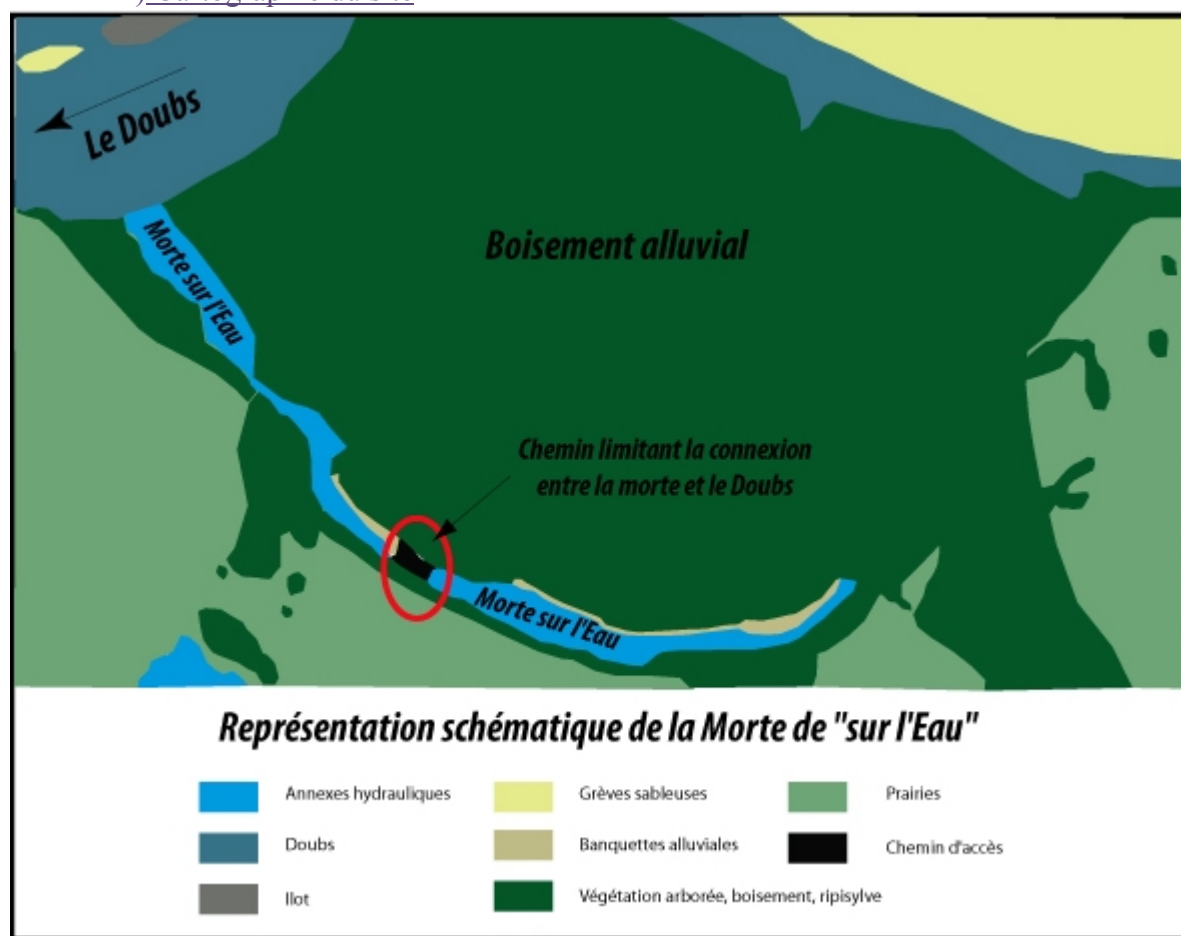 Le Doubs
Morte sur l'Eau
Boisement alluvial
Chemin limitant la connexion
entre la morte et le Doubs
Morte sur l'Eau
Représentation schématique de la Morte de "sur l'Eau"
Annexes hydrauliques
Grèves sableuses
Prairies
Doubs
Banquettes alluviales
Chemin d'accès
Ilot
Végétation arborée, boisement, ripisylve